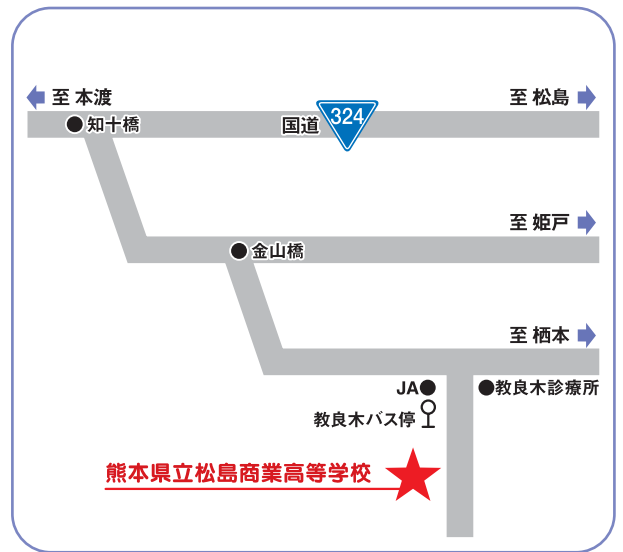 至 本渡
至 松島
知十橋
国道
324
至 姫戸
金山橋
至 栖本
JA
教良木診療所
教良木バス停
熊本県立松島商業高等学校